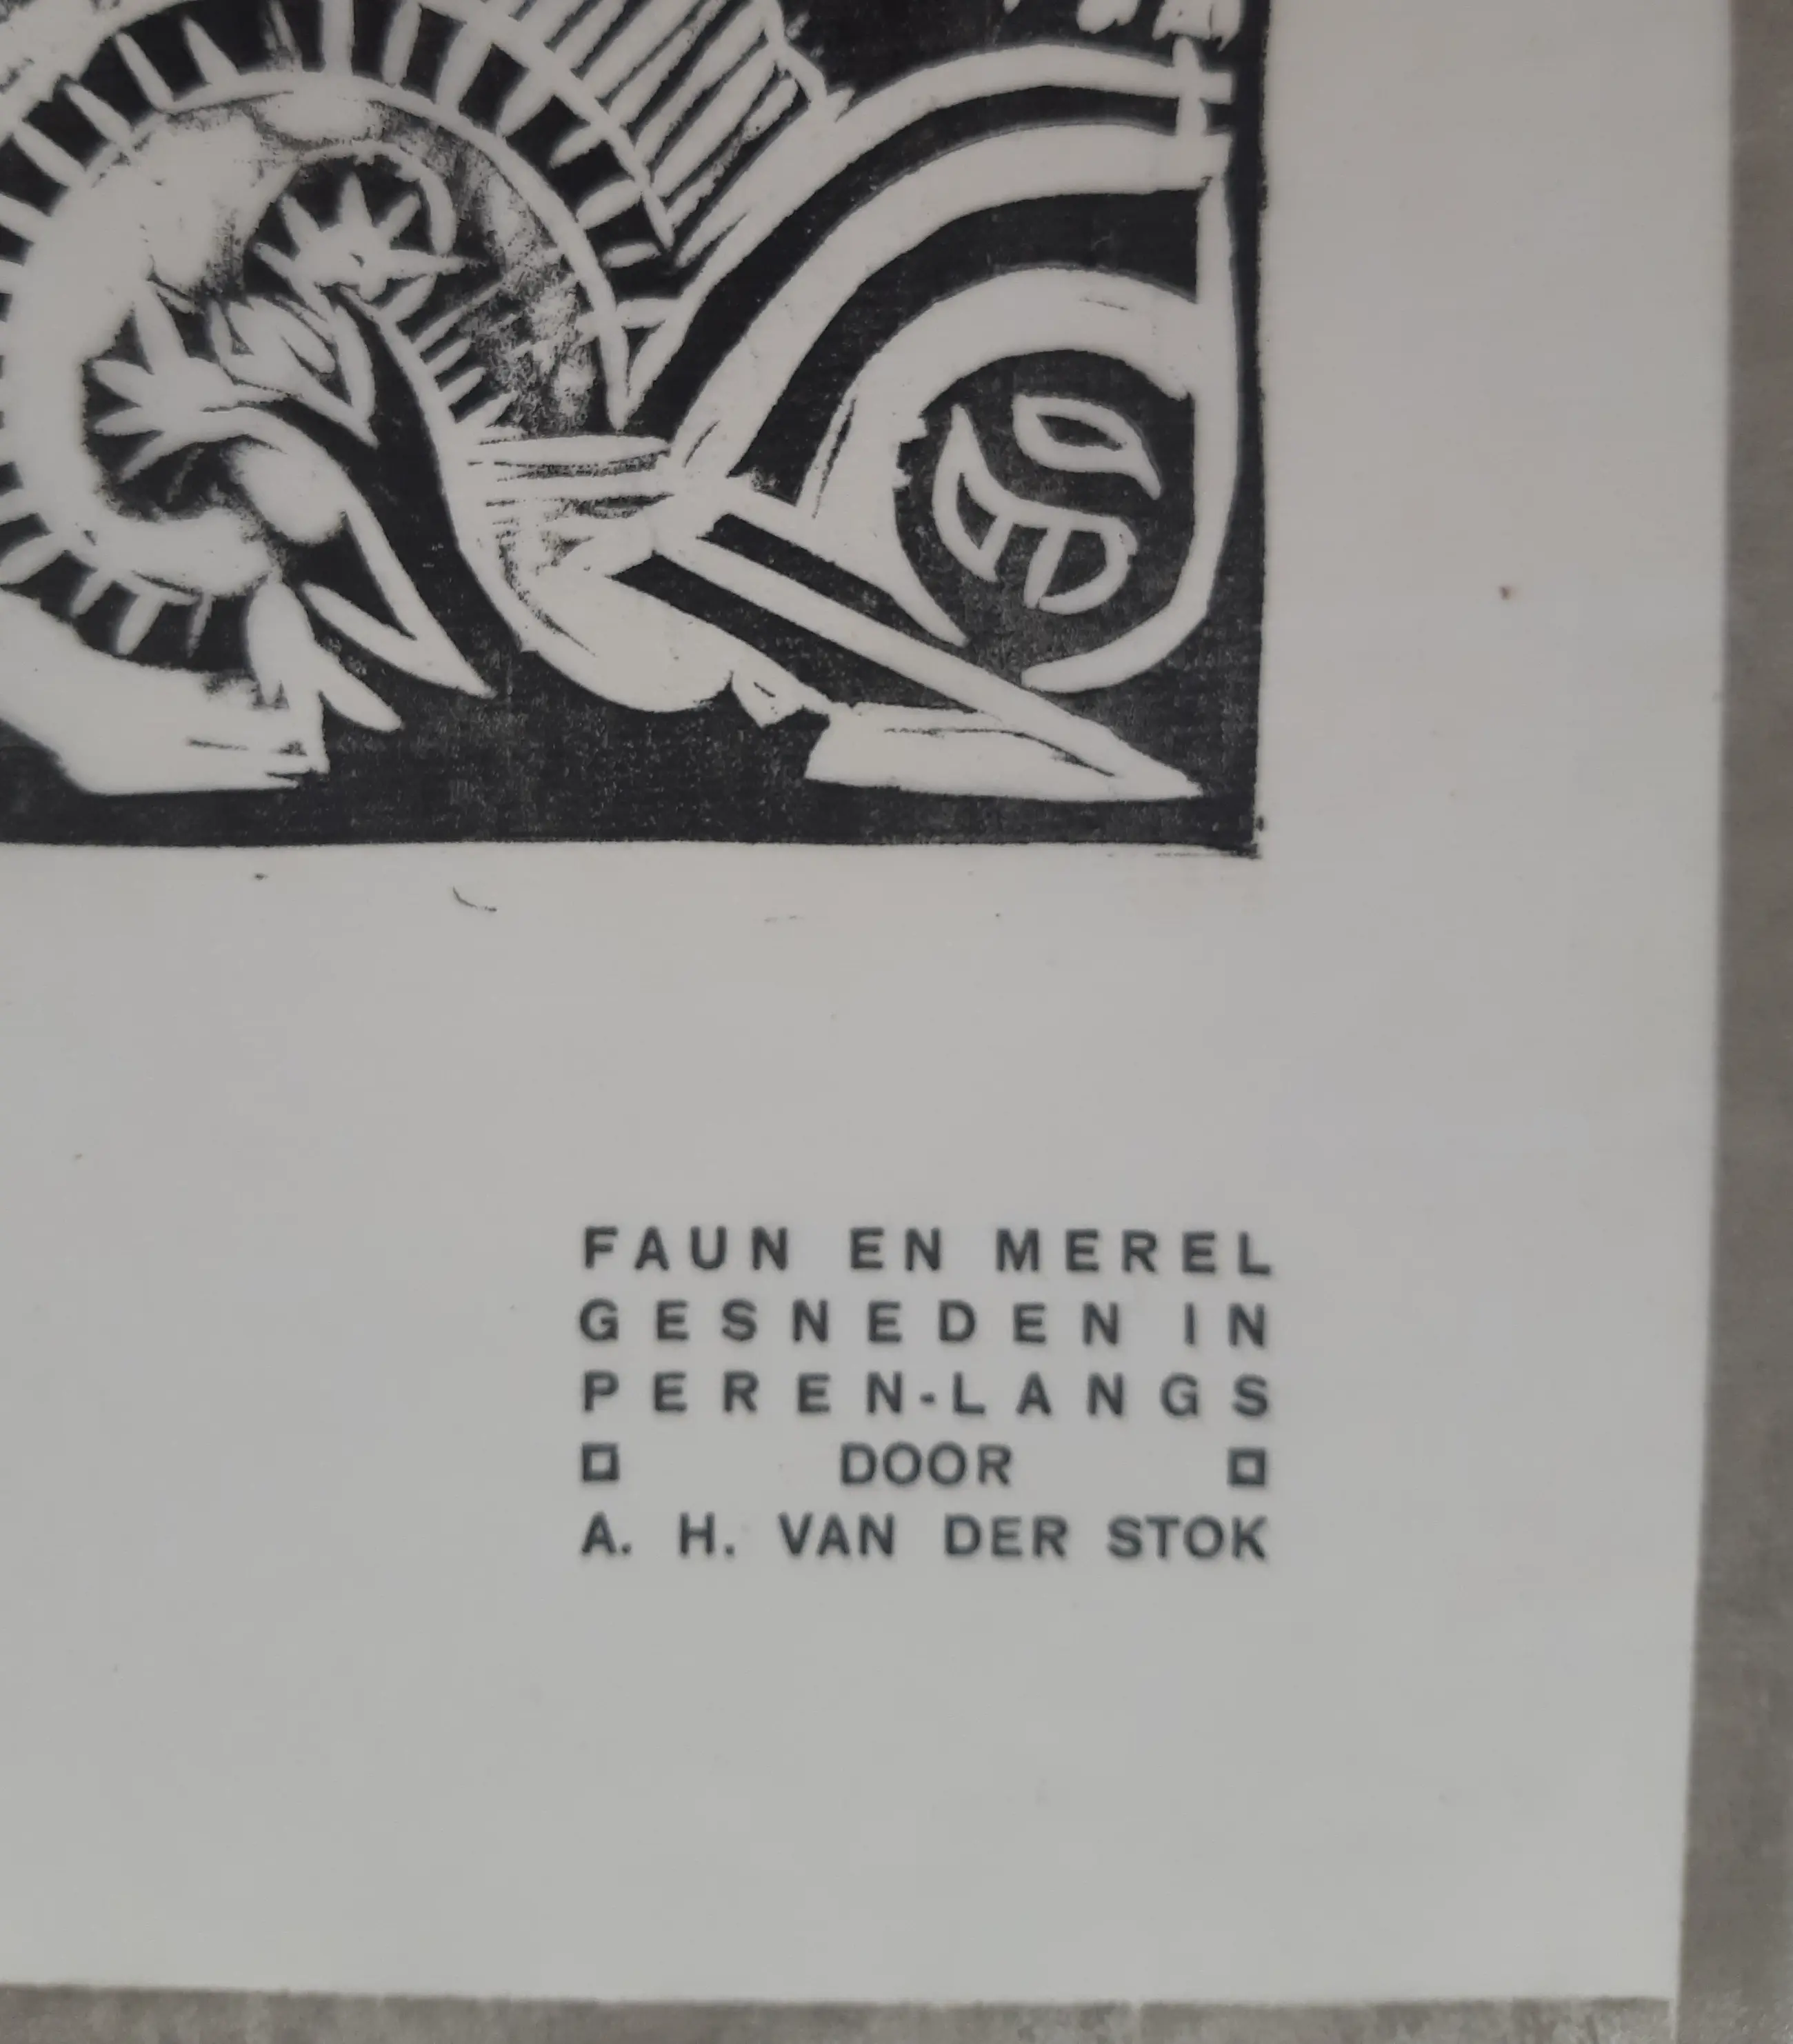 FAUN EN MEREL
GESNEDEN IN
PEREN-LANGS
DOOR
A. H. VAN DER STOK